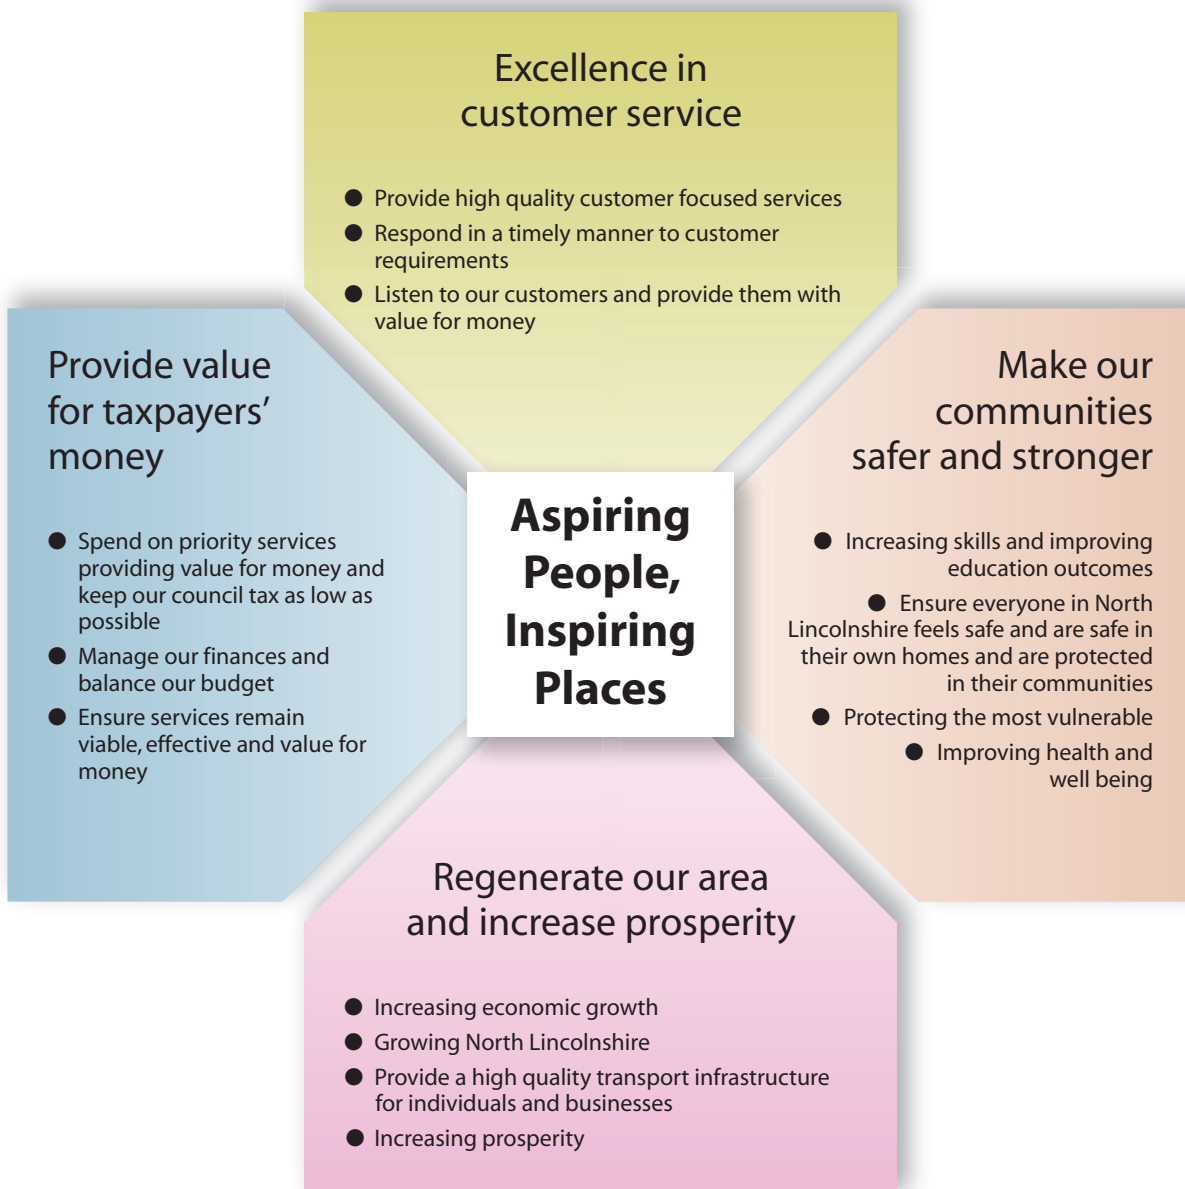 Excellence in
customer service
● Provide high quality customer focused services
● Respond in a timely manner to customer
requirements
● Listen to our customers and provide them with
value for money
Provide value
for taxpayers’
money
● Spend on priority services
providing value for money and
keep our council tax as low as
possible
● Manage our finances and
balance our budget
● Ensure services remain
viable, effective and value for
money
Aspiring
People,
Inspiring
Places
Make our
communities
safer and stronger
● Increasing skills and improving
education outcomes
● Ensure everyone in North
Lincolnshire feels safe and are safe in
their own homes and are protected
in their communities
● Protecting the most vulnerable
● Improving health and
well being
Regenerate our area
and increase prosperity
● Increasing economic growth
● Growing North Lincolnshire
● Provide a high quality transport infrastructure
for individuals and businesses
● Increasing prosperity